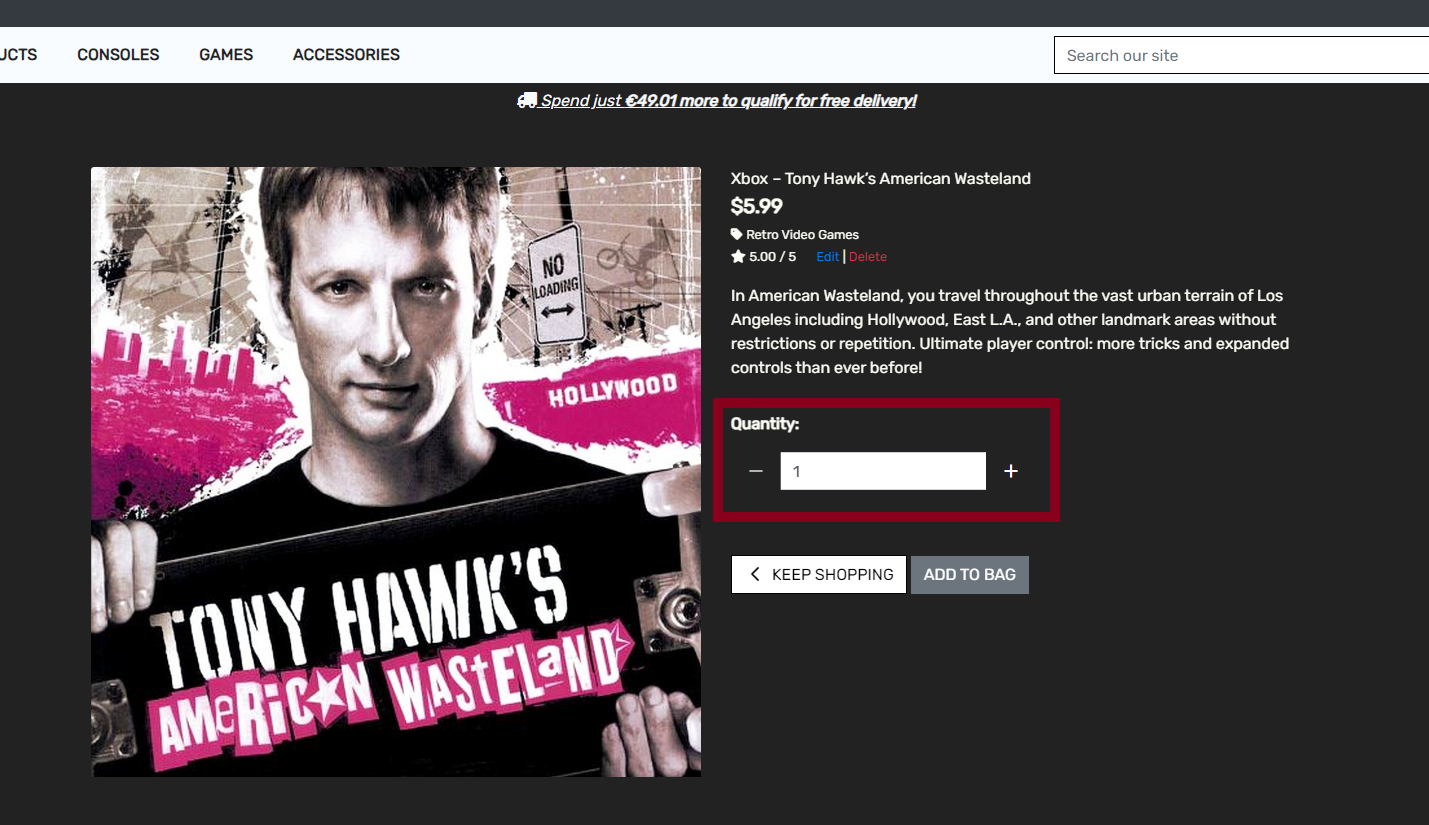 UCTS CONSOLES GAMES ACCESSORIES Search our site
Spend just €49.01 more to qualify for free delivery!
NO
LOADING
HOLLYWOOD
TONY HAWK'S
AMERICAN WASTELAND
Xbox – Tony Hawk’s American Wasteland
$5.99
Retro Video Games
5.00 / 5 Edit | Delete
In American Wasteland, you travel throughout the vast urban terrain of Los
Angeles including Hollywood, East L.A., and other landmark areas without
restrictions or repetition. Ultimate player control: more tricks and expanded
controls than ever before!
Quantity:
− 1 +
KEEP SHOPPING ADD TO BAG